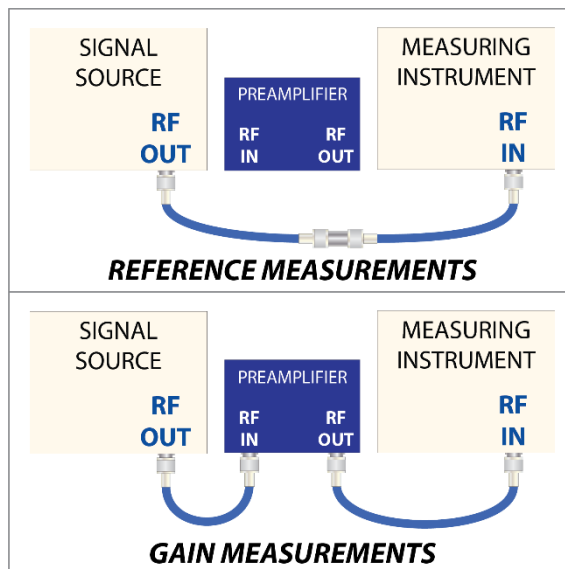 SIGNAL
SOURCE
RF
OUT
PREAMPLIFIER
RF
IN
RF
OUT
MEASURING
INSTRUMENT
RF
IN
REFERENCE MEASUREMENTS
SIGNAL
SOURCE
RF
OUT
PREAMPLIFIER
RF
IN
RF
OUT
MEASURING
INSTRUMENT
RF
IN
GAIN MEASUREMENTS